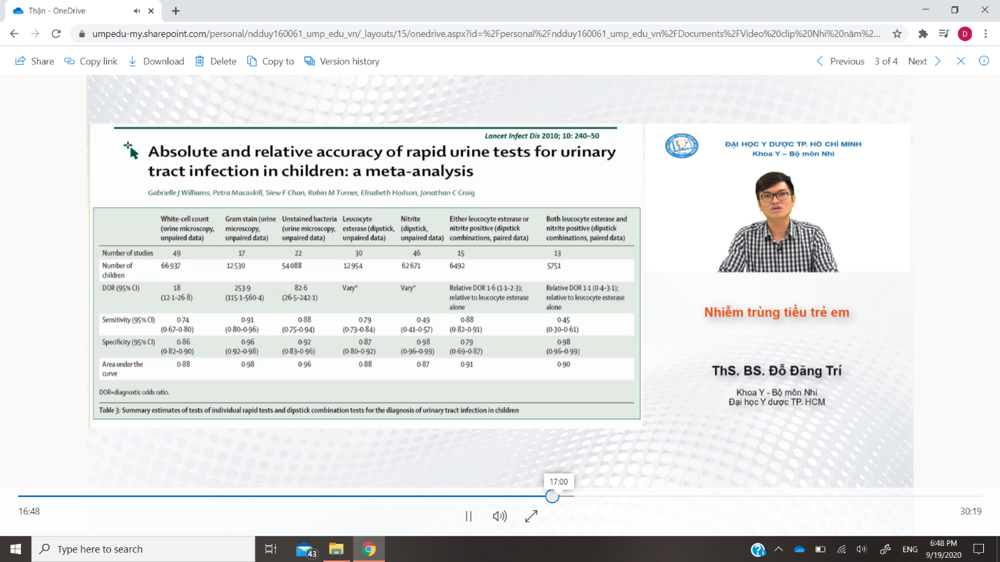 Thận - OneDrive
umpedu-my.sharepoint.com/personal/ndduy160061_ump_edu_vn/_layouts/15/onedrive.aspx?id=%2Fpersonal%2Fndduy160061_ump_edu_vn%2FDocuments%2FVideo%20clip%20Nhi%20năm%2...
D
Share Copy link Download Delete Copy to Version history Previous 3 of 4 Next
Lancet Infect Dis 2010; 10: 240–50
Absolute and relative accuracy of rapid urine tests for urinary
tract infection in children: a meta-analysis
Gabrielle J Williams, Petra Macaskill, Siew F Chan, Robin M Turner, Elisabeth Hodson, Jonathan C Craig
White-cell count Gram stain (urine Unstained bacteria Leucocyte Nitrite Either leucocyte esterase or Both leucocyte esterase and
(urine microscopy, microscopy, (urine microscopy, esterase (dipstick, (dipstick, nitrite positive (dipstick nitrite positive (dipstick
unpaired data) unpaired data) unpaired data) unpaired data) unpaired data) combinations, paired data) combinations, paired data)
Number of studies 49 17 22 30 46 15 13
Number of 66 937 12 530 54 088 12 954 62 671 6492 5751
children
DOR (95% CI) 18 253·9 82·6 Vary* Vary* Relative DOR 1·6 (1·1–2·3); Relative DOR 1·1 (0·4–3·1);
(12·1–26·8) (115·1–560·4) (26·5–242·1) relative to leucocyte esterase relative to leucocyte esterase
alone alone
Sensitivity (95% CI) 0·74 0·91 0·88 0·79 0·49 0·88 0·45
(0·67–0·80) (0·80–0·96) (0·75–0·94) (0·73–0·84) (0·41–0·57) (0·82–0·91) (0·30–0·61)
Specificity (95% CI) 0·86 0·96 0·92 0·87 0·98 0·79 0·98
(0·82–0·90) (0·92–0·98) (0·83–0·96) (0·80–0·92) (0·96–0·99) (0·69–0·87) (0·96–0·99)
Area under the 0·88 0·98 0·96 0·88 0·87 0·91 0·90
curve
DOR=diagnostic odds ratio.
Table 3: Summary estimates of tests of individual rapid tests and dipstick combination tests for the diagnosis of urinary tract infection in children
ĐẠI HỌC Y DƯỢC TP. HỒ CHÍ MINH
Khoa Y – Bộ môn Nhi
Nhiễm trùng tiểu trẻ em
ThS. BS. Đỗ Đăng Trí
Khoa Y - Bộ môn Nhi
Đại học Y dược TP. HCM
17:00
16:48 30:19
Type here to search
43
ENG
6:48 PM
9/19/2020